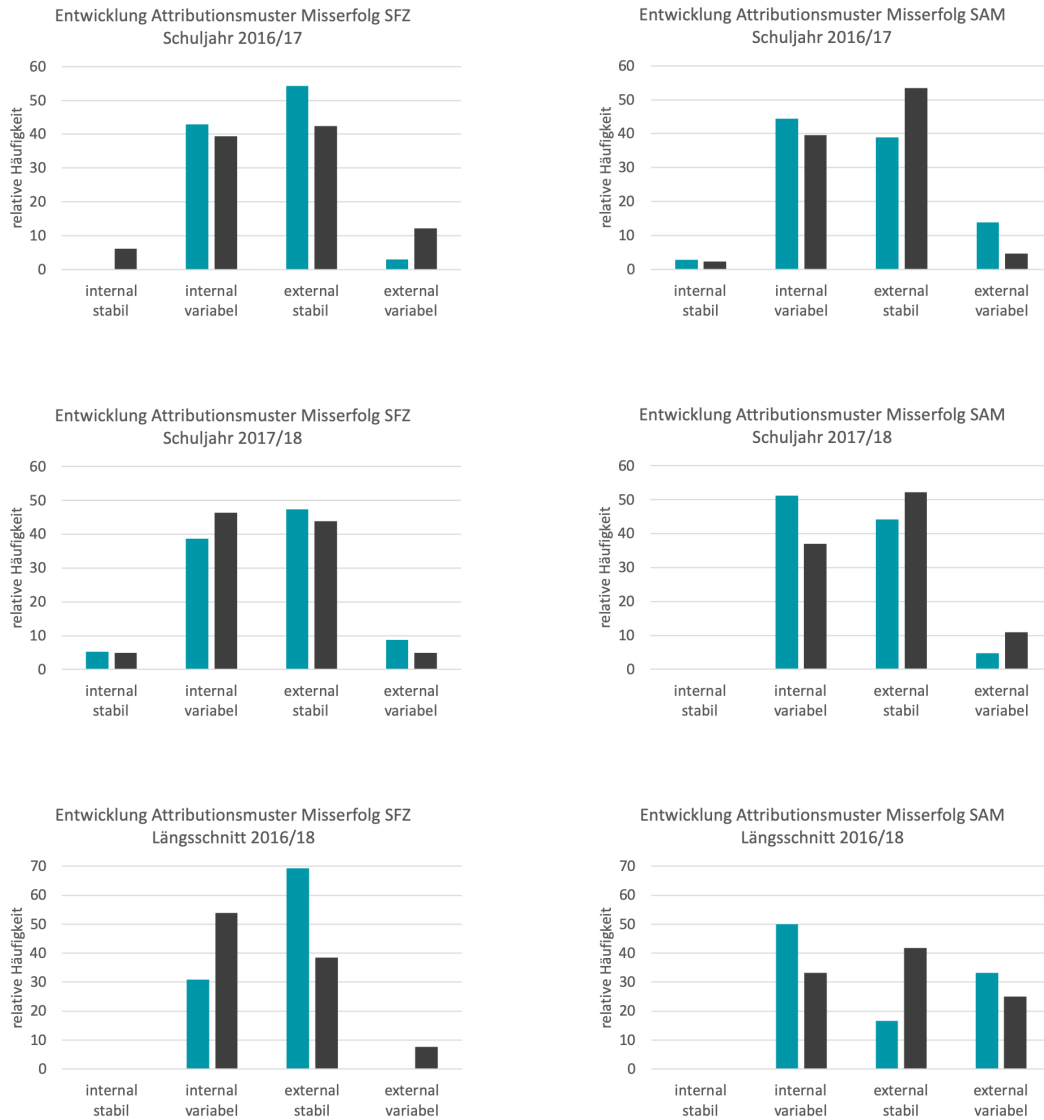 Entwicklung Attributionsmuster Misserfolg SFZ
Schuljahr 2016/17
relative Häufigkeit
60
50
40
30
20
10
0
internal
stabil
internal
variabel
external
stabil
external
variabel
Entwicklung Attributionsmuster Misserfolg SAM
Schuljahr 2016/17
relative Häufigkeit
60
50
40
30
20
10
0
internal
stabil
internal
variabel
external
stabil
external
variabel
Entwicklung Attributionsmuster Misserfolg SFZ
Schuljahr 2017/18
relative Häufigkeit
60
50
40
30
20
10
0
internal
stabil
internal
variabel
external
stabil
external
variabel
Entwicklung Attributionsmuster Misserfolg SAM
Schuljahr 2017/18
relative Häufigkeit
60
50
40
30
20
10
0
internal
stabil
internal
variabel
external
stabil
external
variabel
Entwicklung Attributionsmuster Misserfolg SFZ
Längsschnitt 2016/18
relative Häufigkeit
70
60
50
40
30
20
10
0
internal
stabil
internal
variabel
external
stabil
external
variabel
Entwicklung Attributionsmuster Misserfolg SAM
Längsschnitt 2016/18
relative Häufigkeit
70
60
50
40
30
20
10
0
internal
stabil
internal
variabel
external
stabil
external
variabel